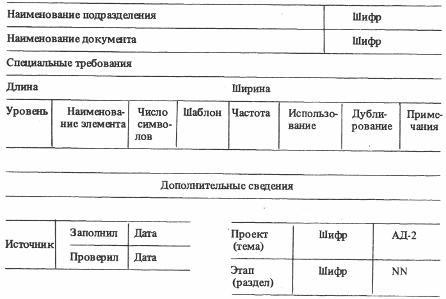 Наименование подразделения Шифр
Наименование документа Шифр
Специальные требования
Длина Ширина
Уровень Наименова- Число Шаблон Частота Использо- Дубли- Приме-
ние элемента симво- вание рование чания
лов
Дополнительные сведения
Источник Заполнил Дата
Проверил Дата
Проект Шифр АД-2
(тема)
Этап Шифр NN
(раздел)